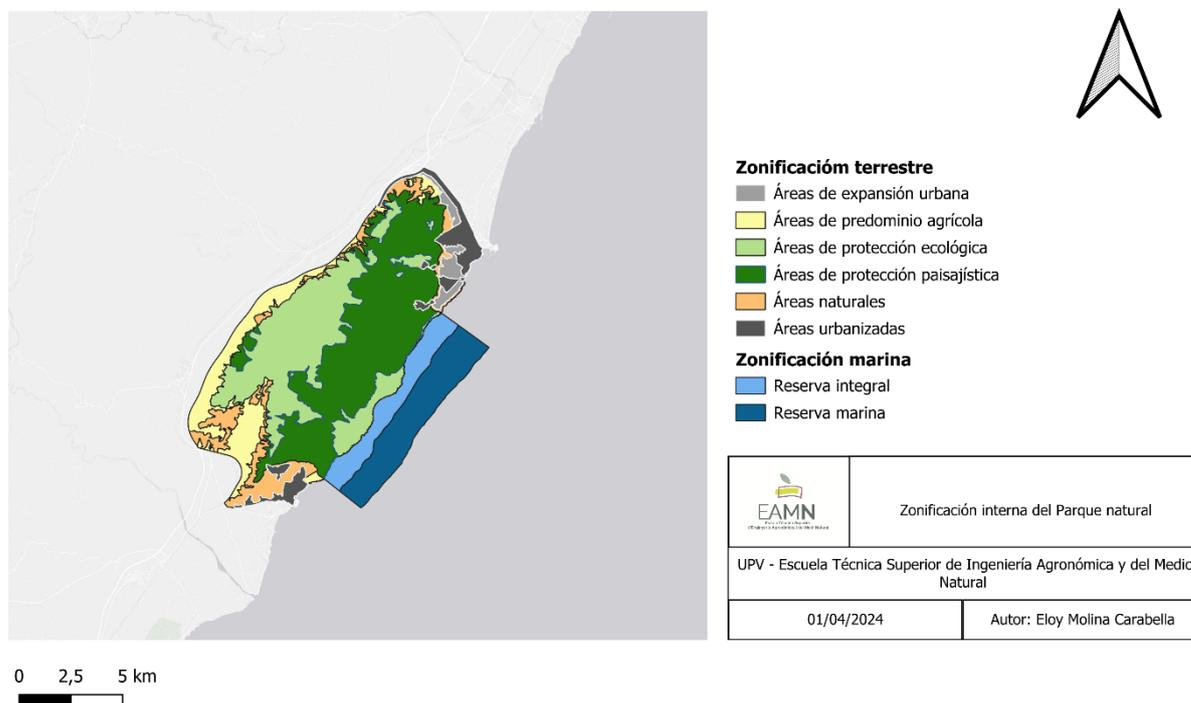 Zonificacióm terrestre
Áreas de expansión urbana
Áreas de predominio agrícola
Áreas de protección ecológica
Áreas de protección paisajística
Áreas naturales
Áreas urbanizadas
Zonificación marina
Reserva integral
Reserva marina
EAMN
Zonificación interna del Parque natural
UPV - Escuela Técnica Superior de Ingeniería Agronómica y del Medio
Natural
01/04/2024
Autor: Eloy Molina Carabella
0 2,5 5 km